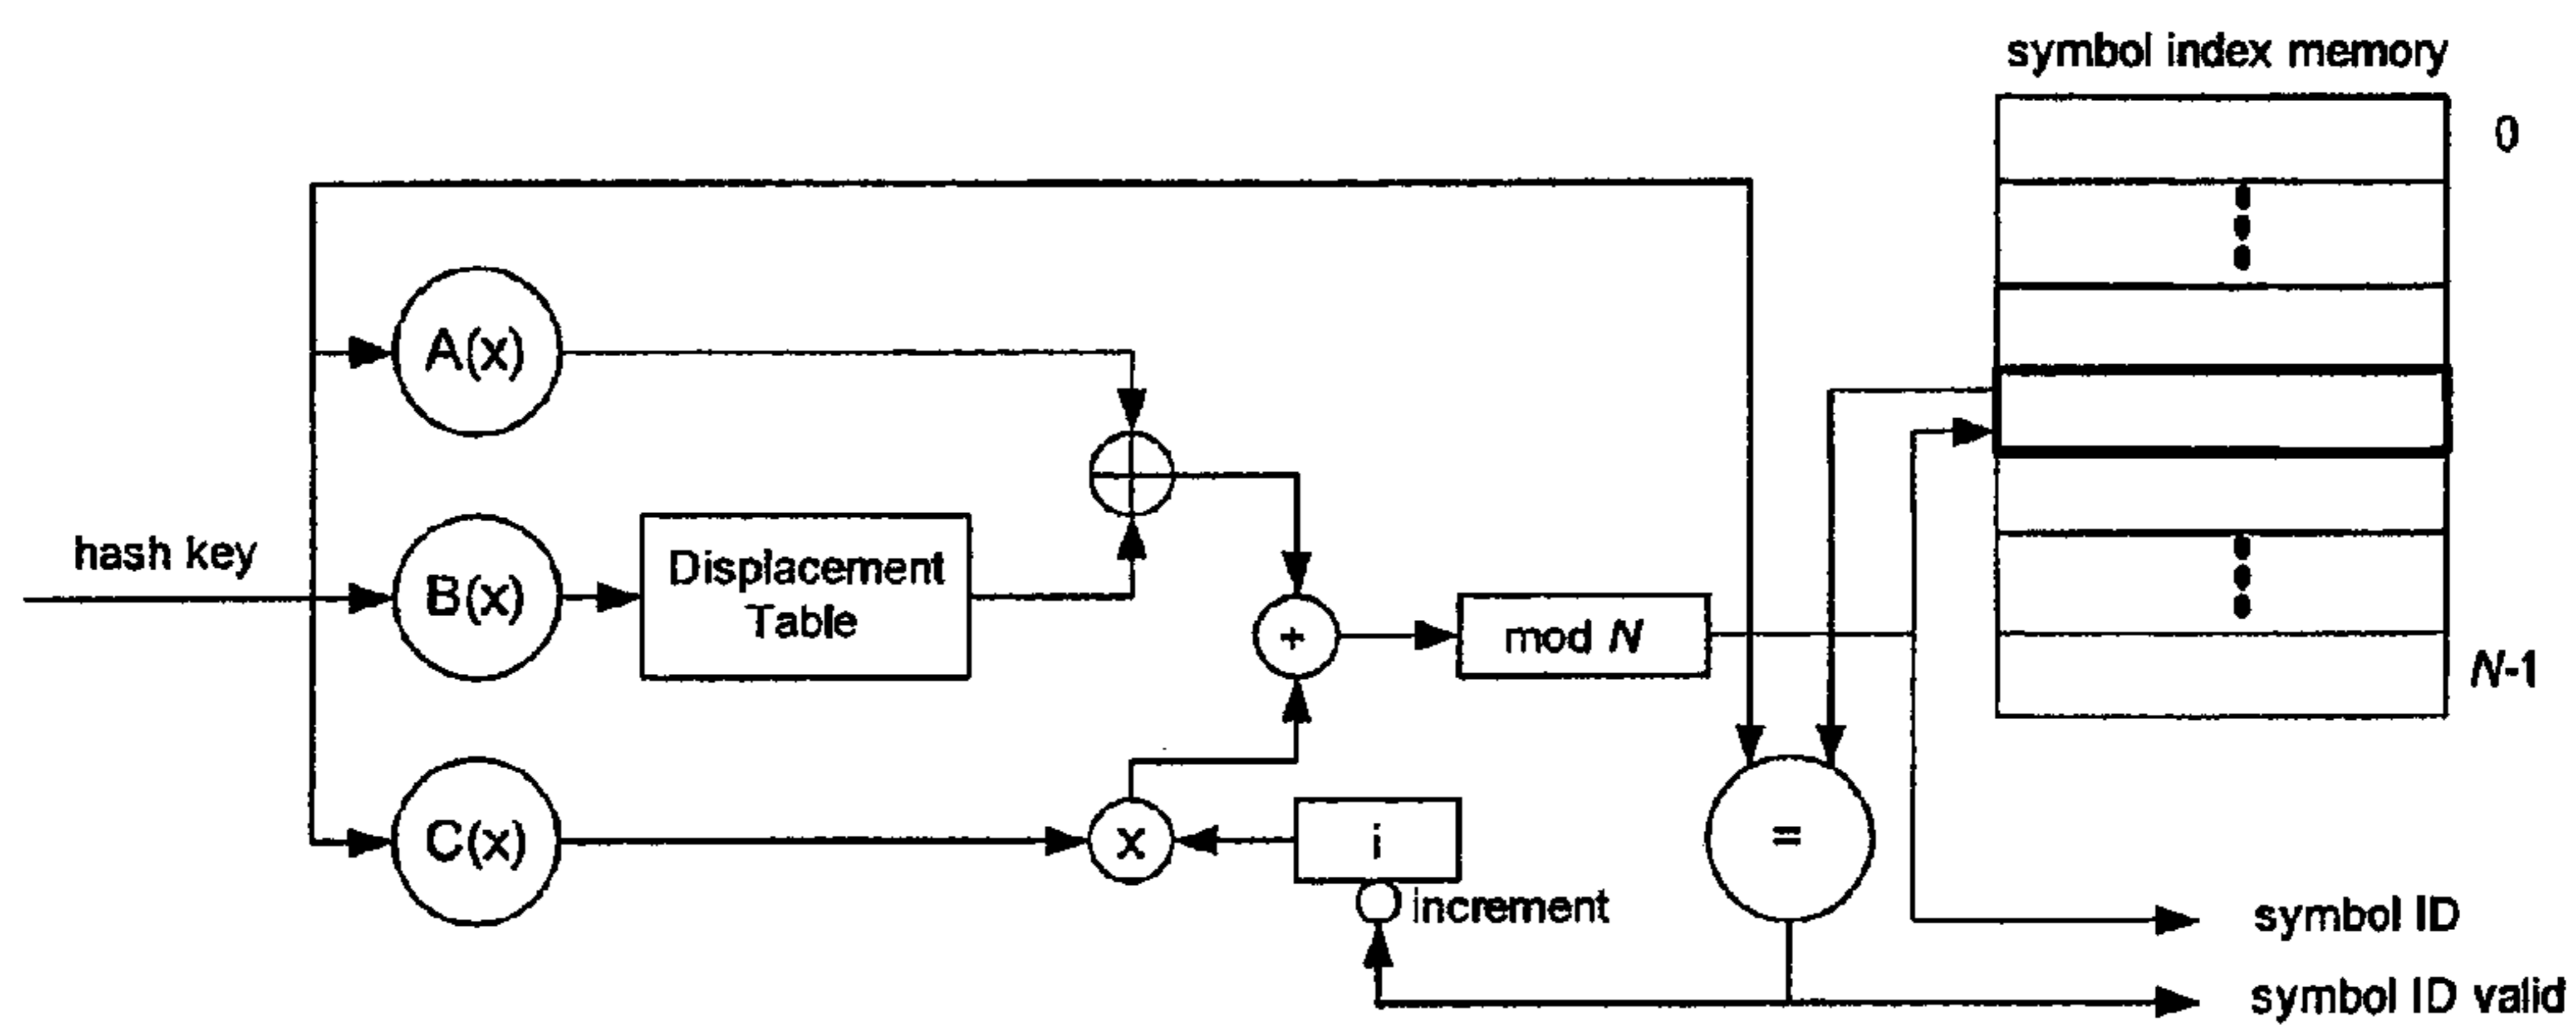 symbol index memory
0
A(x)
hash key
B(x)
Displacement
Table
+
mod N
N-1
C(x)
x
i
=
increment
symbol ID
symbol ID valid